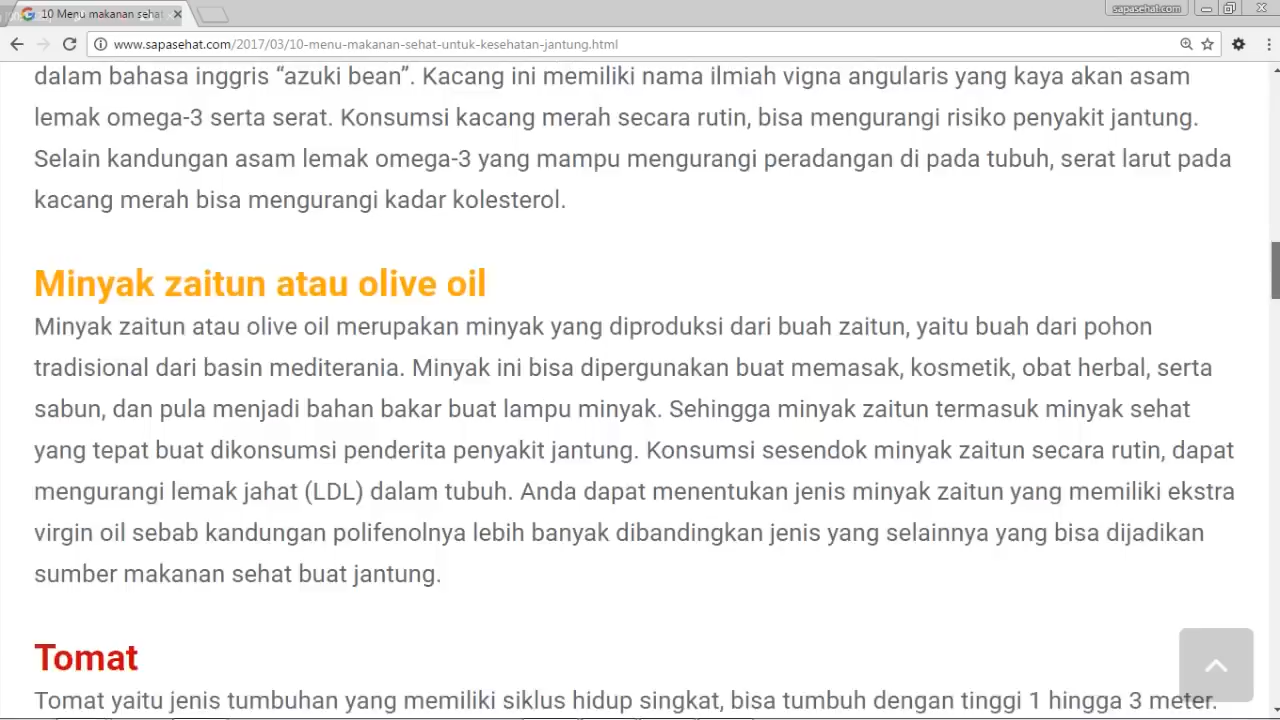 10 Menu makanan sehat
sapasehat.com
www.sapasehat.com/2017/03/10-menu-makanan-sehat-untuk-kesehatan-jantung.html
dalam bahasa inggris “azuki bean”. Kacang ini memiliki nama ilmiah vigna angularis yang kaya akan asam
lemak omega-3 serta serat. Konsumsi kacang merah secara rutin, bisa mengurangi risiko penyakit jantung.
Selain kandungan asam lemak omega-3 yang mampu mengurangi peradangan di pada tubuh, serat larut pada
kacang merah bisa mengurangi kadar kolesterol.
Minyak zaitun atau olive oil
Minyak zaitun atau olive oil merupakan minyak yang diproduksi dari buah zaitun, yaitu buah dari pohon
tradisional dari basin mediterania. Minyak ini bisa dipergunakan buat memasak, kosmetik, obat herbal, serta
sabun, dan pula menjadi bahan bakar buat lampu minyak. Sehingga minyak zaitun termasuk minyak sehat
yang tepat buat dikonsumsi penderita penyakit jantung. Konsumsi sesendok minyak zaitun secara rutin, dapat
mengurangi lemak jahat (LDL) dalam tubuh. Anda dapat menentukan jenis minyak zaitun yang memiliki ekstra
virgin oil sebab kandungan polifenolnya lebih banyak dibandingkan jenis yang selainnya yang bisa dijadikan
sumber makanan sehat buat jantung.
Tomat
Tomat yaitu jenis tumbuhan yang memiliki siklus hidup singkat, bisa tumbuh dengan tinggi 1 hingga 3 meter.